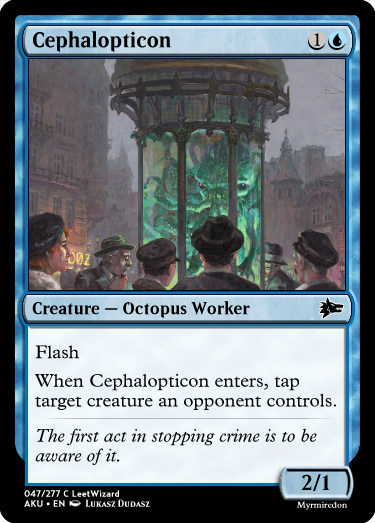 Cephalopticon
1
Creature — Octopus Worker
Flash
When Cephalopticon enters, tap
target creature an opponent controls.
The first act in stopping crime is to be
aware of it.
2/1
047/277 C LeetWizard
AKU • EN Lukasz Dudasz
Myrmiredon